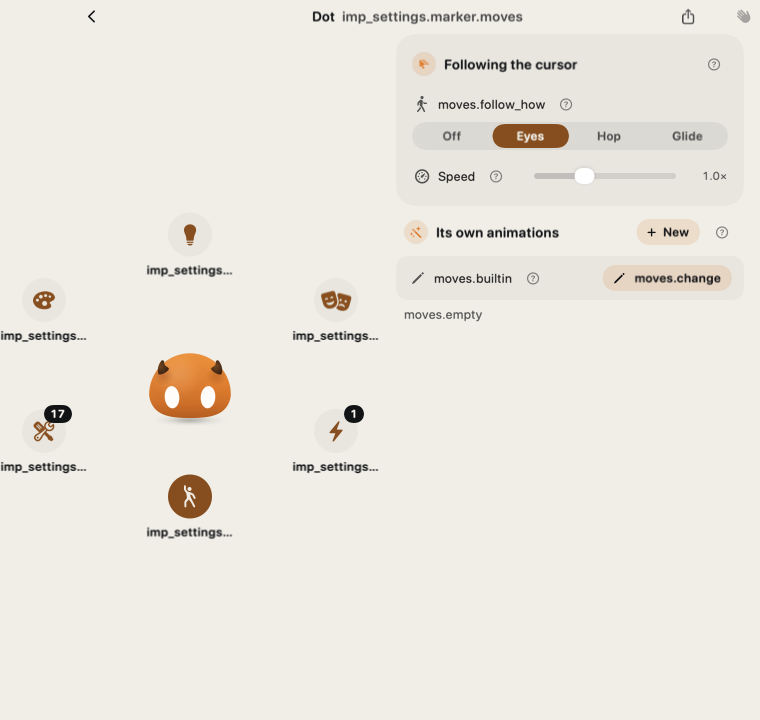 Dot imp_settings.marker.moves
Following the cursor
moves.follow_how
Off Eyes Hop Glide
Speed 1.0×
Its own animations
+ New
moves.builtin
moves.change
moves.empty
imp_settings...
imp_settings...
imp_settings...
17
imp_settings...
1
imp_settings...
imp_settings...